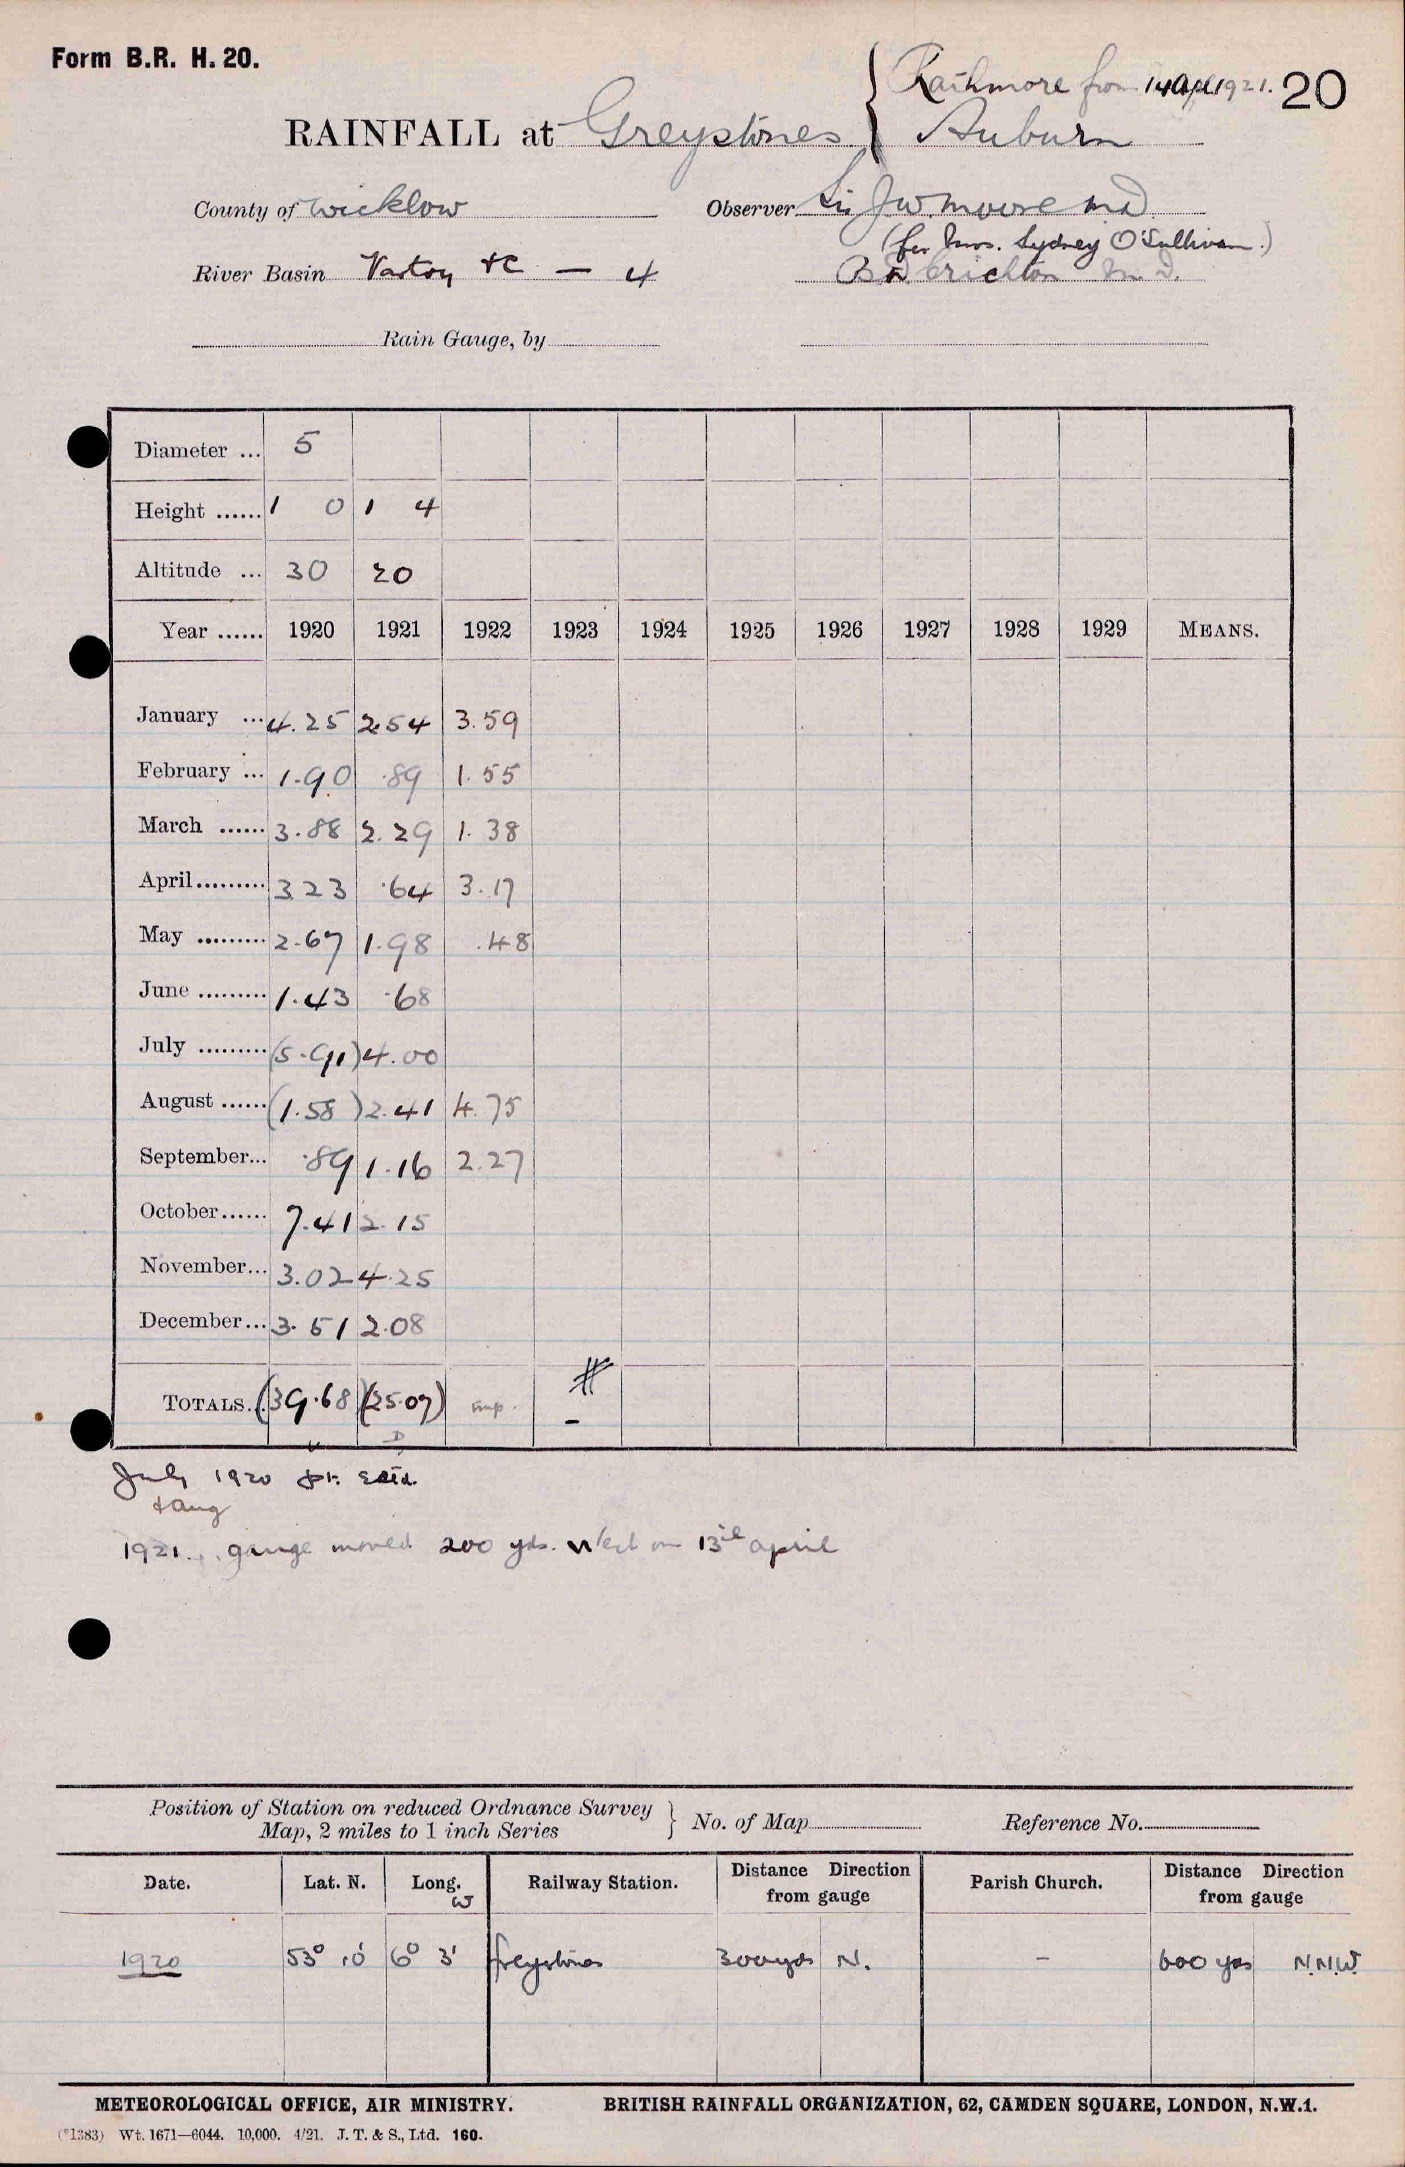 Form B.R. H. 20.
Rathmore from 14 Apl 1921. 20
RAINFALL at Greystones { Auburn
County of Wicklow Observer Sir J W. Moore MD.
(for Mrs. Sydney O'Sullivan.)
River Basin Vartry &c — 4 Crichton M.D.
Rain Gauge, by
Diameter ... 5
Height ...... 1 0 1 4
Altitude ... 30 20
Year ...... 1920 1921 1922 1923 1924 1925 1926 1927 1928 1929 MEANS.
January ... 4.25 2.54 3.59
February ... 1.90 .89 1.55
March ...... 3.88 2.29 1.38
April ......... 3.23 .64 3.17
May ......... 2.67 1.98 .48
June ......... 1.43 .68
July ......... (5.91) 4.00
August ...... (1.58) 2.41 4.75
September... .89 1.16 2.27
October...... 7.41 2.15
November... 3.02 4.25
December... 3.51 2.08
TOTALS... (39.68) (25.07) imp. # –
July 1920 pt. estd.
& Aug
1921. gauge moved 200 yds. West on 13th April
Position of Station on reduced Ordnance Survey
Map, 2 miles to 1 inch Series } No. of Map Reference No.
Date. Lat. N. Long. W Railway Station. Distance Direction from gauge Parish Church. Distance Direction from gauge
1920 53° 10' 6° 3' Greystones 300 yds N. – 600 yds N.N.W.
METEOROLOGICAL OFFICE, AIR MINISTRY. BRITISH RAINFALL ORGANIZATION, 62, CAMDEN SQUARE, LONDON, N.W.1.
(*1383) Wt. 1671—6044. 10,000. 4/21. J. T. & S., Ltd. 160.